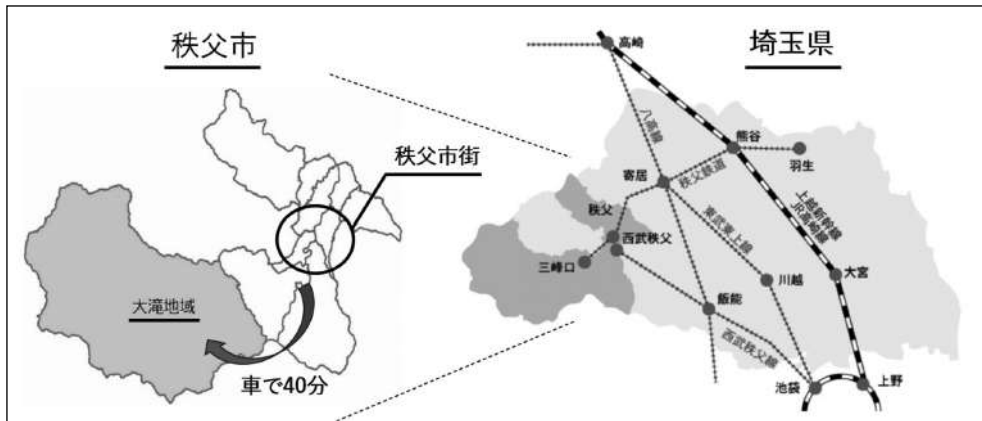 秩父市
秩父市街
大滝地域
車で40分
埼玉県
高崎
八高線
熊谷
羽生
寄居
秩父鉄道
上越新幹線
JR高崎線
秩父
東武東上線
西武秩父
三峰口
川越
大宮
飯能
西武秩父線
池袋
上野